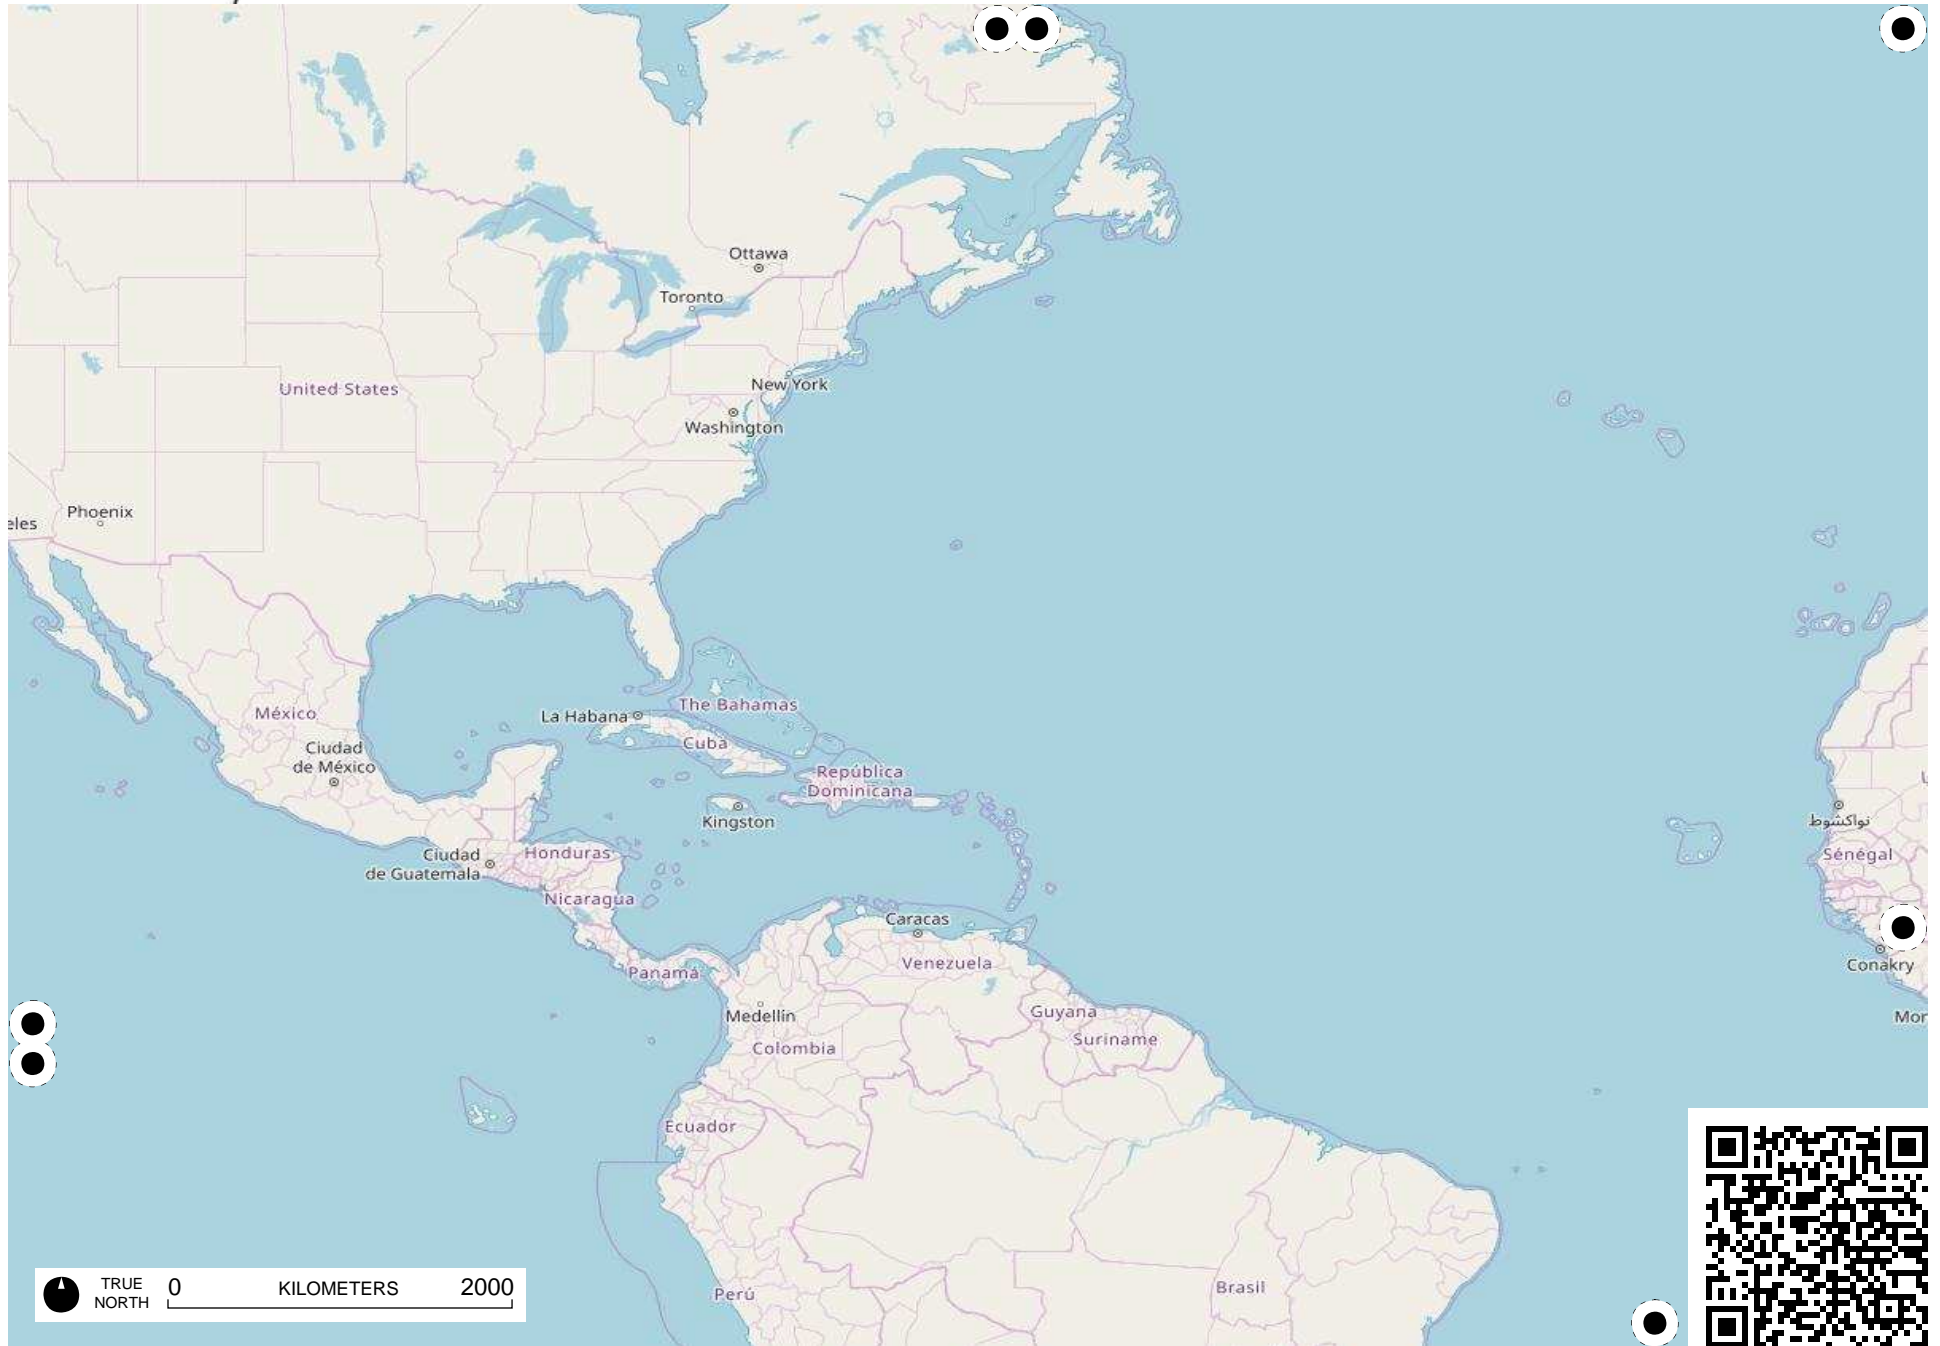 Ottawa
Toronto
New York
United States
Washington
Phoenix
eles
The Bahamas
México
La Habana
Cuba
Ciudad
de México
República
Dominicana
Kingston
نواكشوط
Ciudad
de Guatemala
Honduras
Sénégal
Nicaragua
Caracas
Venezuela
Conakry
Panamá
Medellín
Guyana
Mor
Colombia
Suriname
Ecuador
Perú
Brasil
TRUE
NORTH
0 KILOMETERS 2000